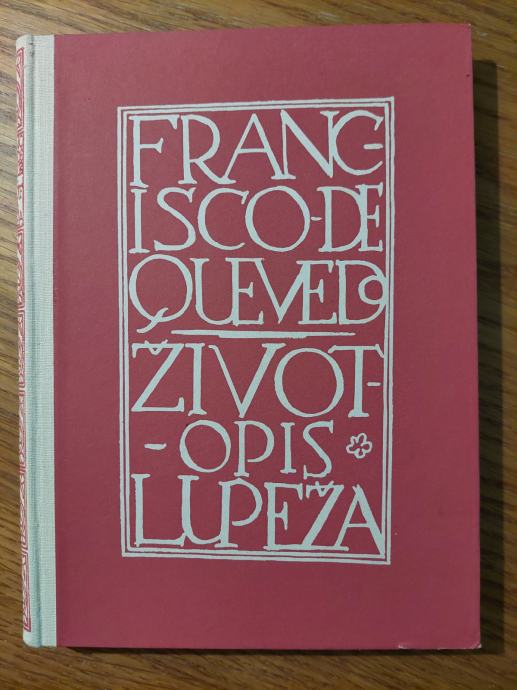 FRANC-
ISCO-DE
QUEVEDO
ŽIVOT-
-OPIS
LUPEŽA